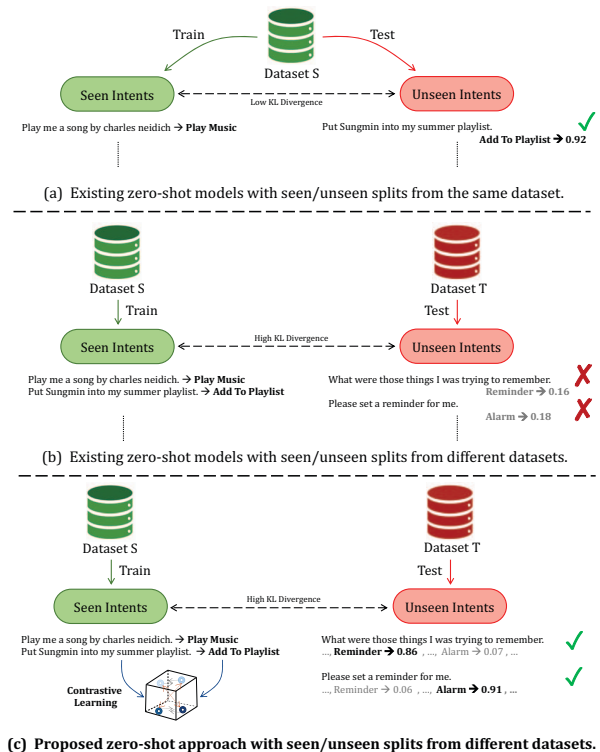 Train
Test
Dataset S
Seen Intents
Unseen Intents
Low KL Divergence
Play me a song by charles neidich → Play Music
Put Sungmin into my summer playlist.
Add To Playlist → 0.92
(a) Existing zero-shot models with seen/unseen splits from the same dataset.
Dataset S
Dataset T
Train
Test
Seen Intents
High KL Divergence
Unseen Intents
Play me a song by charles neidich. → Play Music
Put Sungmin into my summer playlist. → Add To Playlist
What were those things I was trying to remember.
Reminder → 0.16
Please set a reminder for me.
Alarm → 0.18
(b) Existing zero-shot models with seen/unseen splits from different datasets.
Dataset S
Dataset T
Train
Test
Seen Intents
High KL Divergence
Unseen Intents
Play me a song by charles neidich. → Play Music
Put Sungmin into my summer playlist. → Add To Playlist
What were those things I was trying to remember.
..., Reminder → 0.86 , ..., Alarm → 0.07 , ...
Please set a reminder for me.
..., Reminder → 0.06 , ..., Alarm → 0.91 , ...
Contrastive
Learning
(c) Proposed zero-shot approach with seen/unseen splits from different datasets.